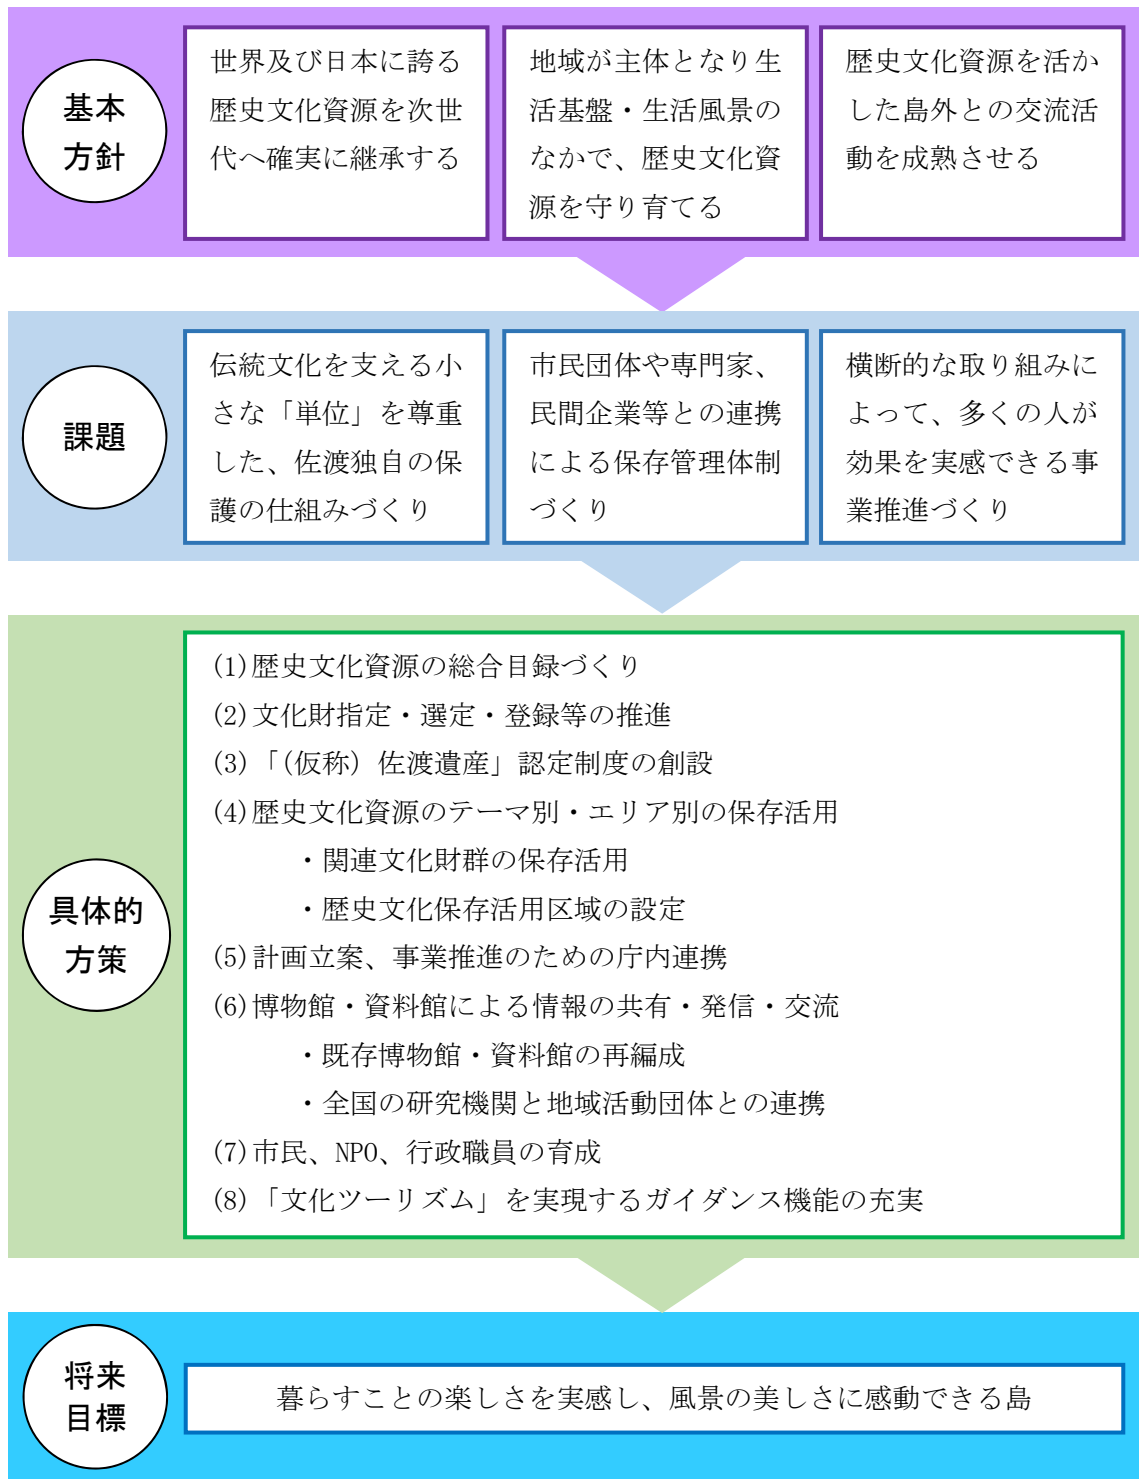 基本
方針
世界及び日本に誇る
歴史文化資源を次世
代へ確実に継承する
地域が主体となり生
活基盤・生活風景の
なかで、歴史文化資
源を守り育てる
歴史文化資源を活か
した島外との交流活
動を成熟させる
課題
伝統文化を支える小
さな「単位」を尊重
した、佐渡独自の保
護の仕組みづくり
市民団体や専門家、
民間企業等との連携
による保存管理体制
づくり
横断的な取り組みに
よって、多くの人が
効果を実感できる事
業推進づくり
具体的
方策
(1)歴史文化資源の総合目録づくり
(2)文化財指定・選定・登録等の推進
(3)「(仮称) 佐渡遺産」認定制度の創設
(4)歴史文化資源のテーマ別・エリア別の保存活用
・関連文化財群の保存活用
・歴史文化保存活用区域の設定
(5)計画立案、事業推進のための庁内連携
(6)博物館・資料館による情報の共有・発信・交流
・既存博物館・資料館の再編成
・全国の研究機関と地域活動団体との連携
(7)市民、NPO、行政職員の育成
(8)「文化ツーリズム」を実現するガイダンス機能の充実
将来
目標
暮らすことの楽しさを実感し、風景の美しさに感動できる島